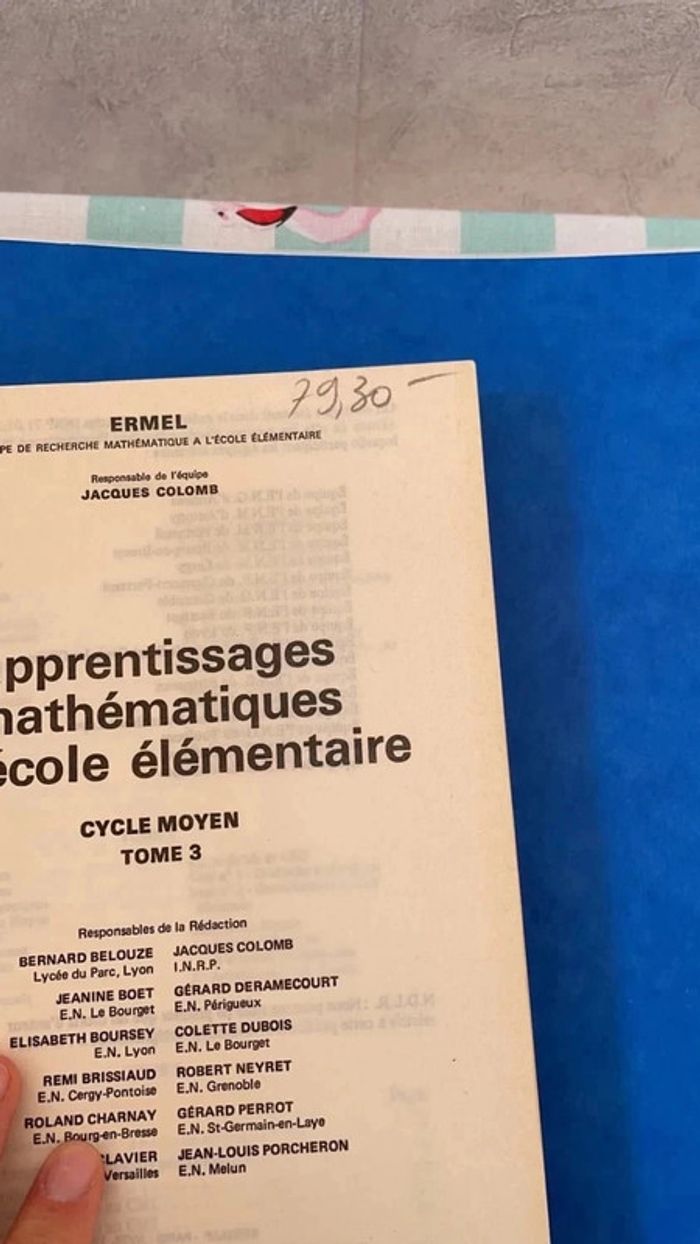 79,30 —
ERMEL
PE DE RECHERCHE MATHÉMATIQUE A L'ÉCOLE ÉLÉMENTAIRE
Responsable de l'équipe
JACQUES COLOMB
pprentissages
mathématiques
école élémentaire
CYCLE MOYEN
TOME 3
Responsables de la Rédaction
BERNARD BELOUZE JACQUES COLOMB
Lycée du Parc, Lyon I.N.R.P.
JEANINE BOET GÉRARD DERAMECOURT
E.N. Le Bourget E.N. Périgueux
ELISABETH BOURSEY COLETTE DUBOIS
E.N. Lyon E.N. Le Bourget
REMI BRISSIAUD ROBERT NEYRET
E.N. Cergy-Pontoise E.N. Grenoble
ROLAND CHARNAY GÉRARD PERROT
E.N. Bourg-en-Bresse E.N. St-Germain-en-Laye
CLAVIER JEAN-LOUIS PORCHERON
Versailles E.N. Melun